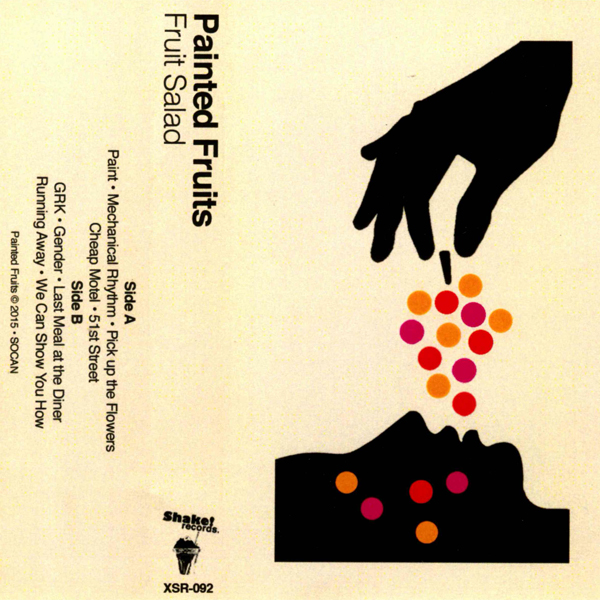 Painted Fruits
Fruit Salad
Side A
Paint • Mechanical Rhythm • Pick up the Flowers
Cheap Motel • 51st Street
Side B
GRK • Gender • Last Meal at the Diner
Running Away • We Can Show You How
Painted Fruits © 2015 • SOCAN
Shake!
records.
XSR-092